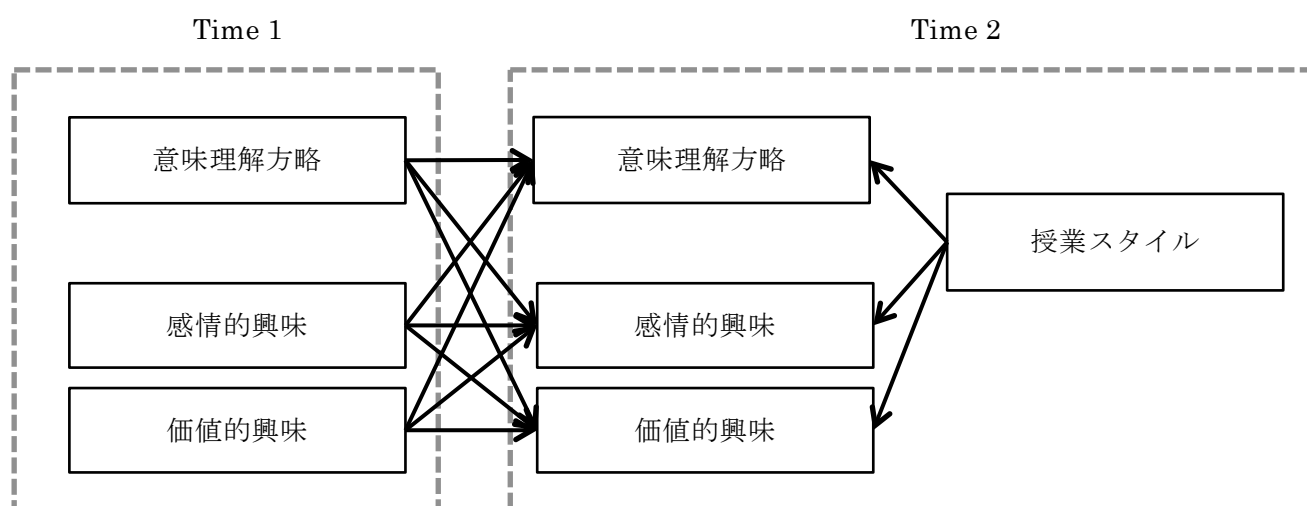 Time 1
Time 2
意味理解方略
意味理解方略
授業スタイル
感情的興味
感情的興味
価値的興味
価値的興味